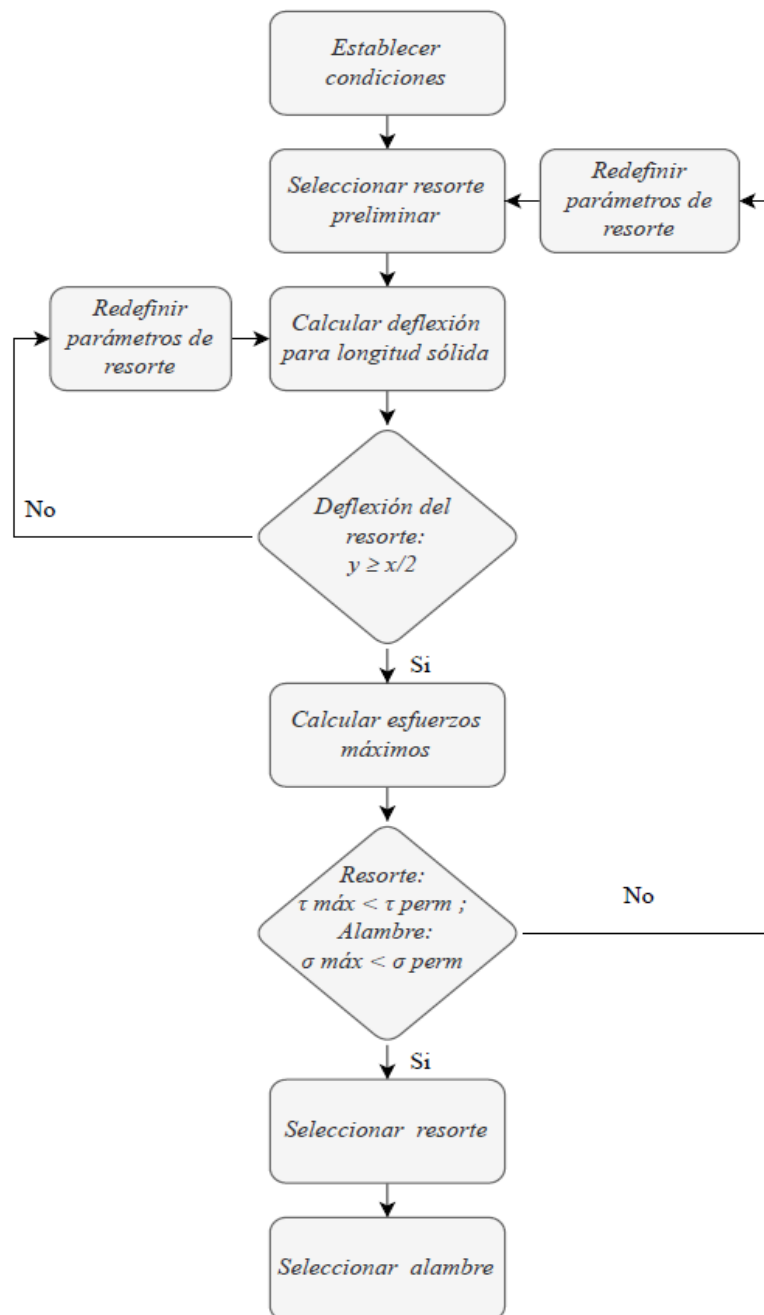 Establecer
condiciones
Seleccionar resorte
preliminar
Redefinir
parámetros de
resorte
Redefinir
parámetros de
resorte
Calcular deflexión
para longitud sólida
No
Deflexión del
resorte:
y ≥ x/2
Si
Calcular esfuerzos
máximos
Resorte:
τ máx < τ perm ;
Alambre:
σ máx < σ perm
No
Si
Seleccionar resorte
Seleccionar alambre